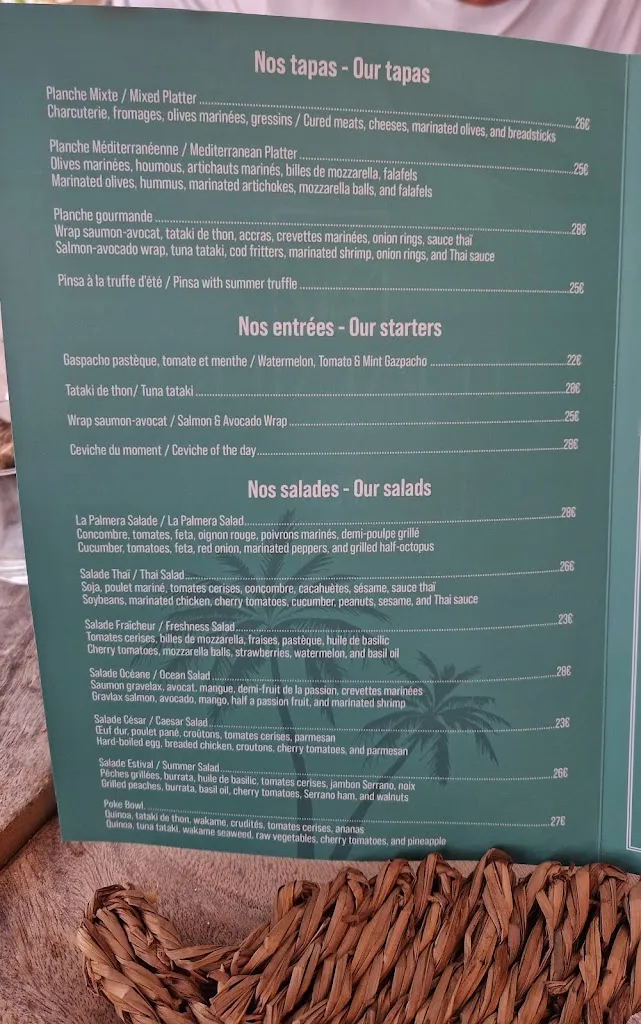 Nos tapas - Our tapas
Planche Mixte / Mixed Platter 26€
Charcuterie, fromages, olives marinées, gressins / Cured meats, cheeses, marinated olives, and breadsticks
Planche Méditerranéenne / Mediterranean Platter 25€
Olives marinées, houmous, artichauts marinés, billes de mozzarella, falafels
Marinated olives, hummus, marinated artichokes, mozzarella balls, and falafels
Planche gourmande 28€
Wrap saumon-avocat, tataki de thon, accras, crevettes marinées, onion rings, sauce thaï
Salmon-avocado wrap, tuna tataki, cod fritters, marinated shrimp, onion rings, and Thai sauce
Pinsa à la truffe d'été / Pinsa with summer truffle 25€
Nos entrées - Our starters
Gaspacho pastèque, tomate et menthe / Watermelon, Tomato & Mint Gazpacho 22€
Tataki de thon/ Tuna tataki 28€
Wrap saumon-avocat / Salmon & Avocado Wrap 25€
Ceviche du moment / Ceviche of the day 28€
Nos salades - Our salads
La Palmera Salade / La Palmera Salad 28€
Concombre, tomates, feta, oignon rouge, poivrons marinés, demi-poulpe grillé
Cucumber, tomatoes, feta, red onion, marinated peppers, and grilled half-octopus
Salade Thaï / Thai Salad 26€
Soja, poulet mariné, tomates cerises, concombre, cacahuètes, sésame, sauce thaï
Soybeans, marinated chicken, cherry tomatoes, cucumber, peanuts, sesame, and Thai sauce
Salade Fraîcheur / Freshness Salad 23€
Tomates cerises, billes de mozzarella, fraises, pastèque, huile de basilic
Cherry tomatoes, mozzarella balls, strawberries, watermelon, and basil oil
Salade Océane / Ocean Salad 28€
Saumon gravelax, avocat, mangue, demi-fruit de la passion, crevettes marinées
Gravlax salmon, avocado, mango, half a passion fruit, and marinated shrimp
Salade César / Caesar Salad 23€
Œuf dur, poulet pané, croûtons, tomates cerises, parmesan
Hard-boiled egg, breaded chicken, croutons, cherry tomatoes, and parmesan
Salade Estival / Summer Salad 26€
Pêches grillées, burrata, huile de basilic, tomates cerises, jambon Serrano, noix
Grilled peaches, burrata, basil oil, cherry tomatoes, Serrano ham, and walnuts
Poke Bowl 27€
Quinoa, tataki de thon, wakame, crudités, tomates cerises, ananas
Quinoa, tuna tataki, wakame seaweed, raw vegetables, cherry tomatoes, and pineapple